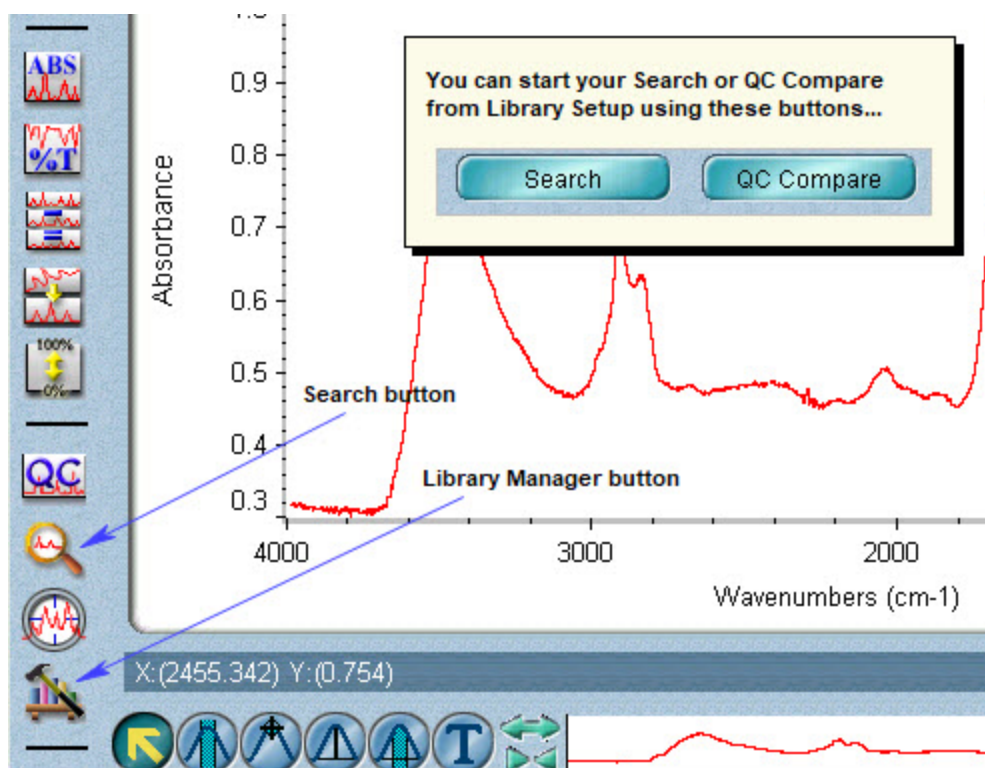 ABS
%T
100%
0%
QC
1.0
0.9
0.8
0.7
0.6
0.5
0.4
0.3
Absorbance
You can start your Search or QC Compare
from Library Setup using these buttons...
Search
QC Compare
Search button
Library Manager button
4000
3000
2000
Wavenumbers (cm-1)
X:(2455.342) Y:(0.754)
T